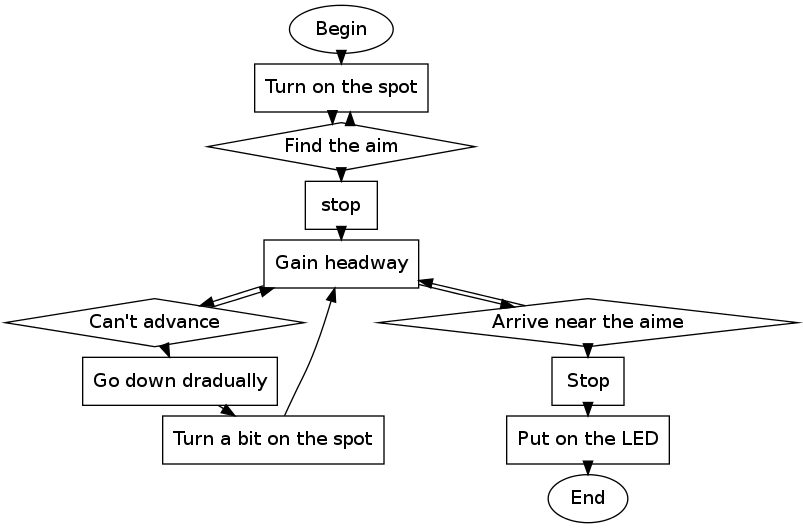 Begin
Turn on the spot
Find the aim
stop
Gain headway
Can't advance
Arrive near the aime
Go down dradually
Stop
Turn a bit on the spot
Put on the LED
End